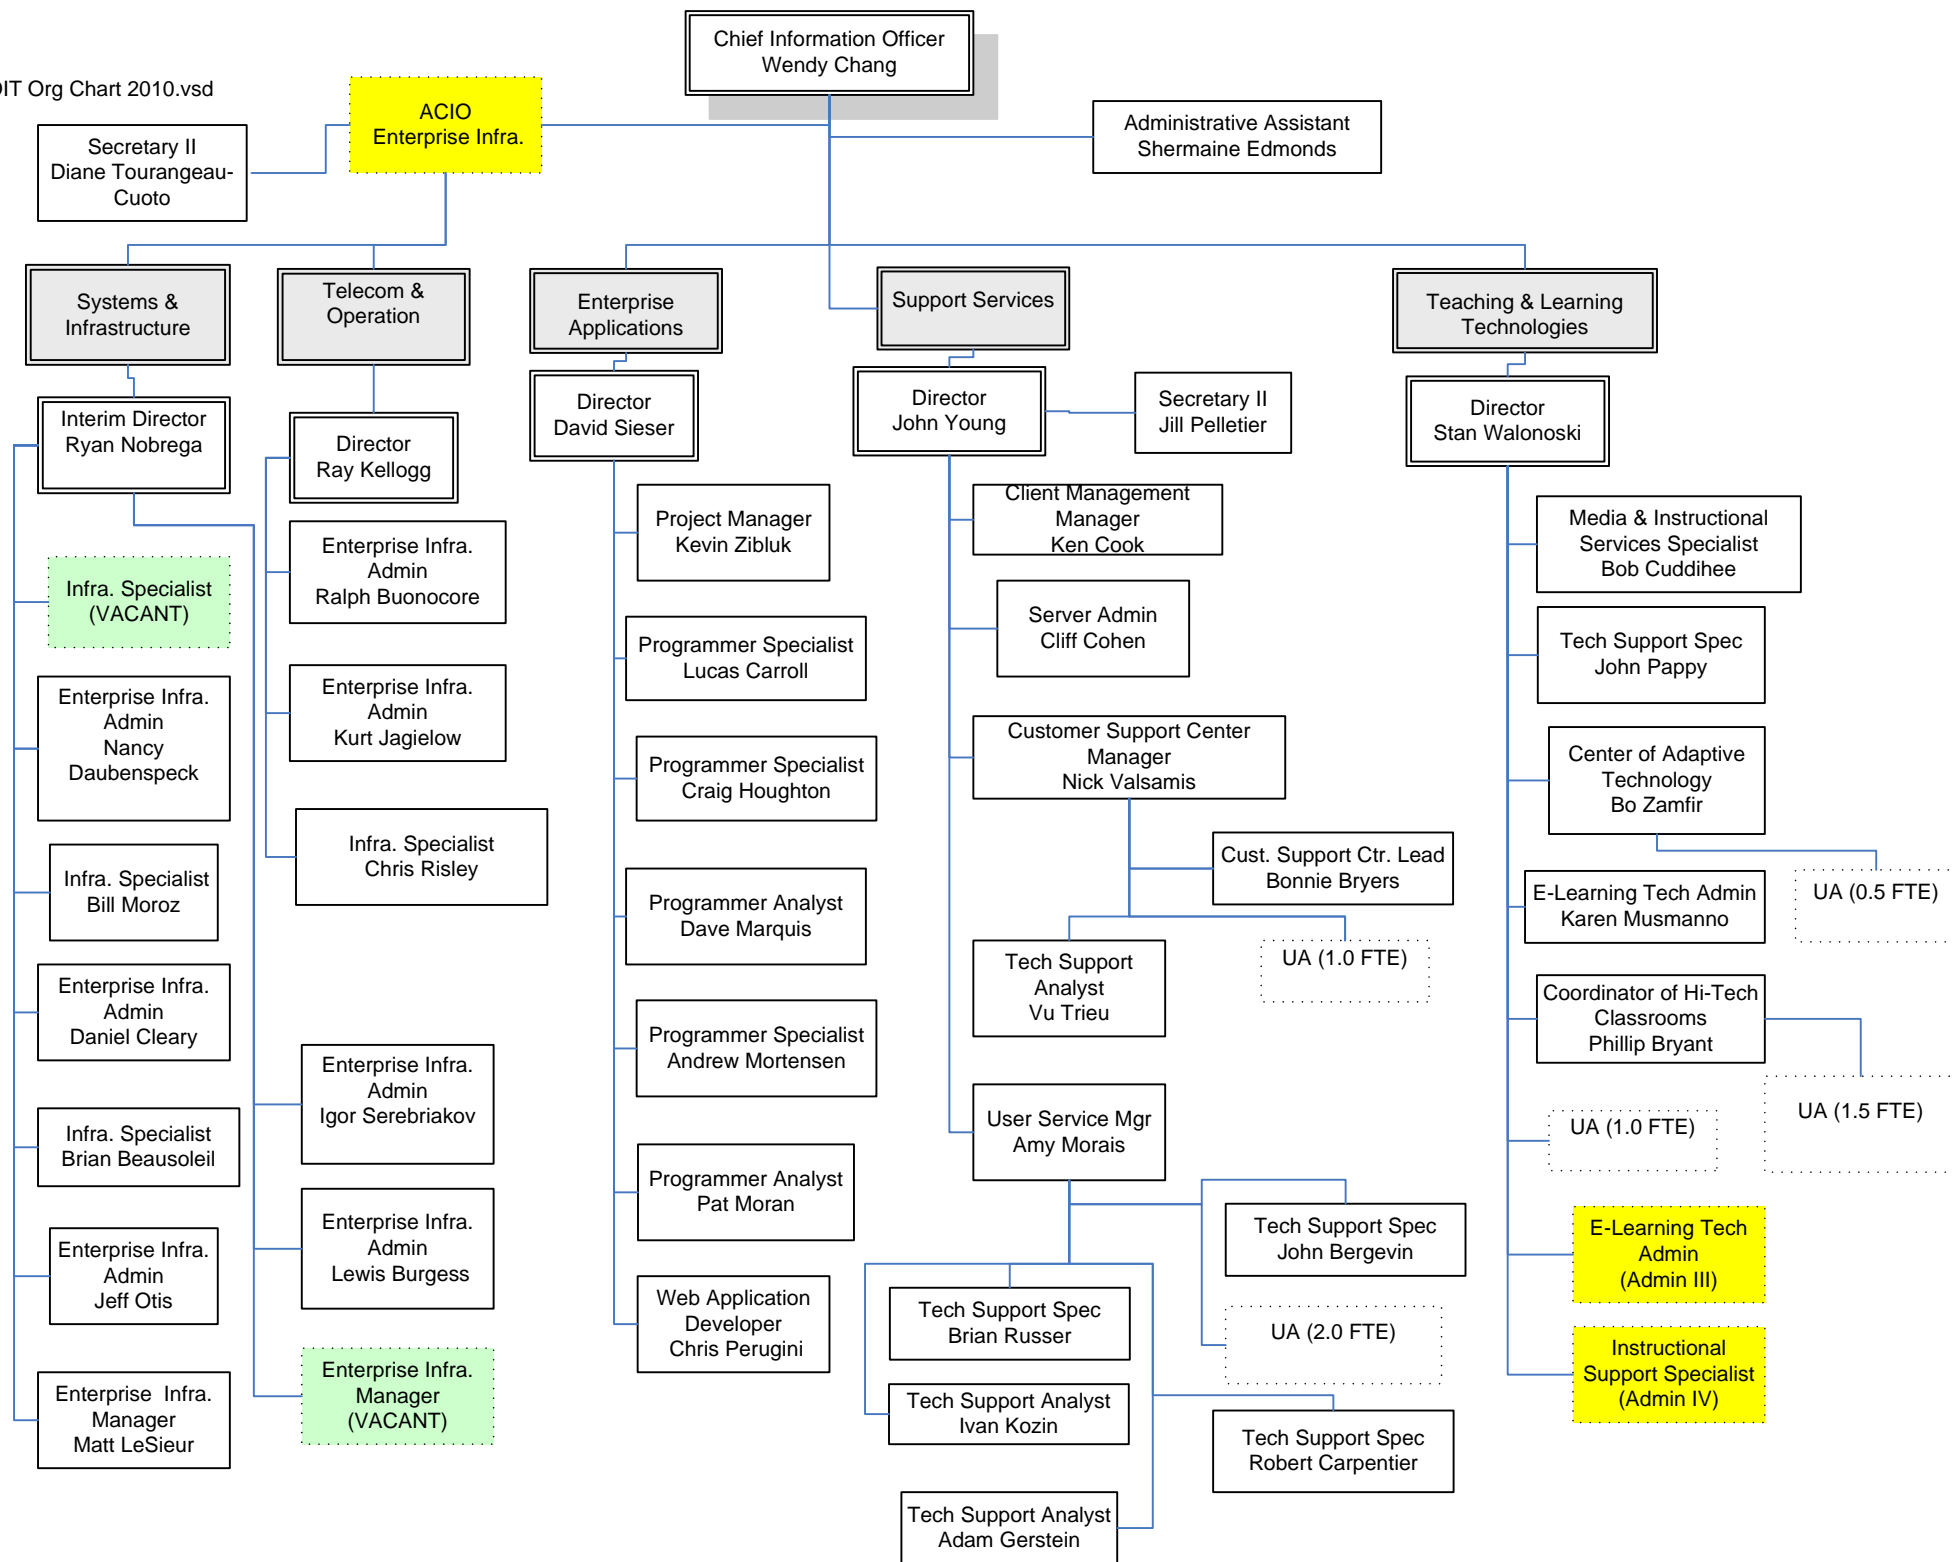 Chief Information Officer
Wendy Chang
OIT Org Chart 2010.vsd
ACIO
Enterprise Infra.
Secretary II
Diane Tourangeau-
Cuoto
Administrative Assistant
Shermaine Edmonds
Systems &
Infrastructure
Telecom &
Operation
Enterprise
Applications
Support Services
Teaching & Learning
Technologies
Interim Director
Ryan Nobrega
Infra. Specialist
(VACANT)
Enterprise Infra.
Admin
Nancy
Daubenspeck
Infra. Specialist
Bill Moroz
Enterprise Infra.
Admin
Daniel Cleary
Infra. Specialist
Brian Beausoleil
Enterprise Infra.
Admin
Jeff Otis
Enterprise Infra.
Manager
Matt LeSieur
Director
Ray Kellogg
Enterprise Infra.
Admin
Ralph Buonocore
Enterprise Infra.
Admin
Kurt Jagielow
Infra. Specialist
Chris Risley
Enterprise Infra.
Admin
Igor Serebriakov
Enterprise Infra.
Admin
Lewis Burgess
Enterprise Infra.
Manager
(VACANT)
Director
David Sieser
Project Manager
Kevin Zibluk
Programmer Specialist
Lucas Carroll
Programmer Specialist
Craig Houghton
Programmer Analyst
Dave Marquis
Programmer Specialist
Andrew Mortensen
Programmer Analyst
Pat Moran
Web Application
Developer
Chris Perugini
Director
John Young
Secretary II
Jill Pelletier
Client Management
Manager
Ken Cook
Server Admin
Cliff Cohen
Customer Support Center
Manager
Nick Valsamis
Cust. Support Ctr. Lead
Bonnie Bryers
Tech Support
Analyst
Vu Trieu
UA (1.0 FTE)
User Service Mgr
Amy Morais
Tech Support Spec
John Bergevin
Tech Support Spec
Brian Russer
UA (2.0 FTE)
Tech Support Analyst
Ivan Kozin
Tech Support Spec
Robert Carpentier
Tech Support Analyst
Adam Gerstein
Director
Stan Walonoski
Media & Instructional
Services Specialist
Bob Cuddihee
Tech Support Spec
John Pappy
Center of Adaptive
Technology
Bo Zamfir
UA (0.5 FTE)
E-Learning Tech Admin
Karen Musmanno
Coordinator of Hi-Tech
Classrooms
Phillip Bryant
UA (1.5 FTE)
UA (1.0 FTE)
E-Learning Tech
Admin
(Admin III)
Instructional
Support Specialist
(Admin IV)